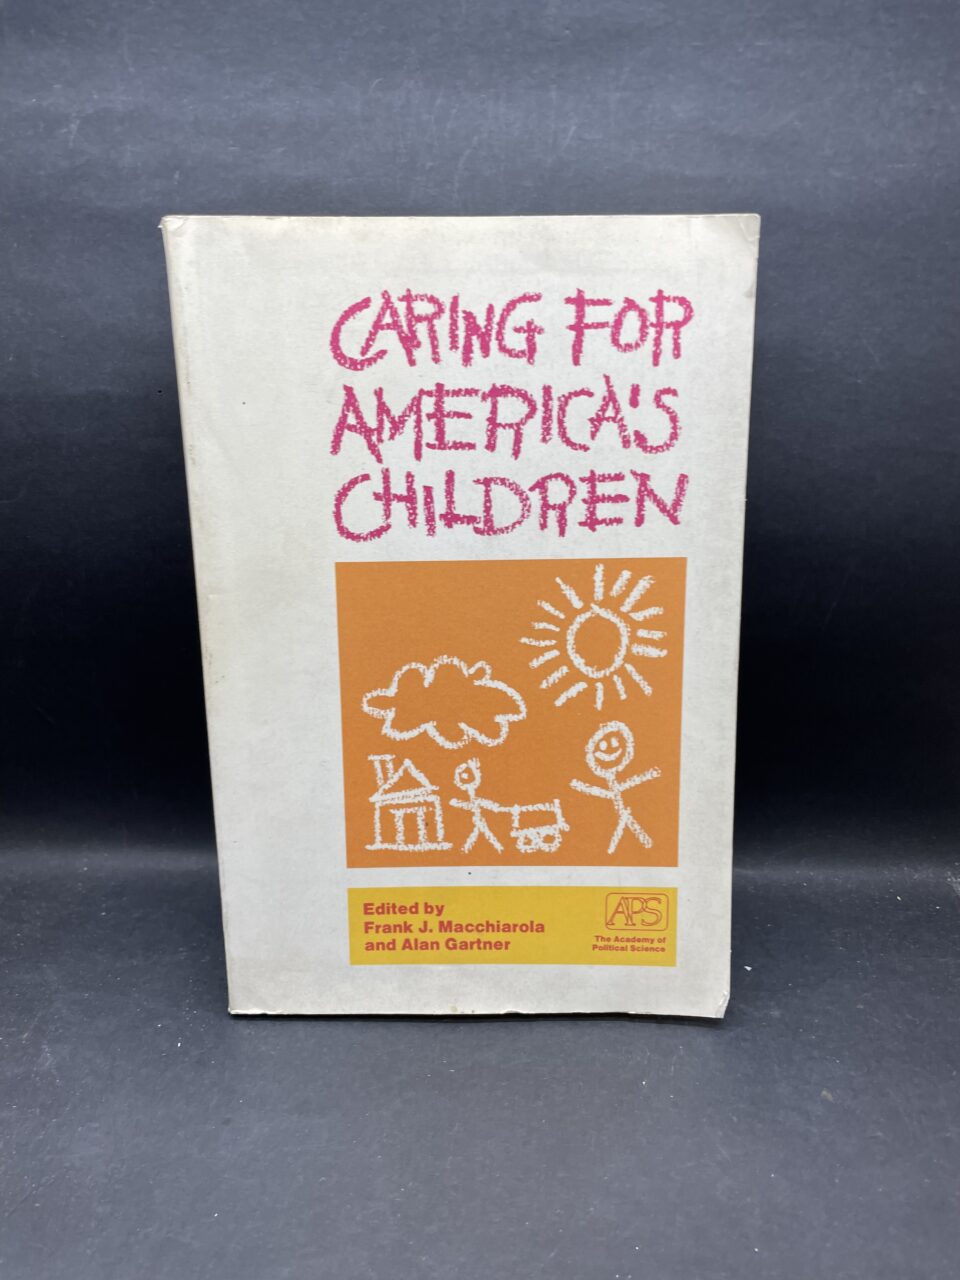 CARING FOR
AMERICA'S
CHILDREN
Edited by
Frank J. Macchiarola
and Alan Gartner
APS
The Academy of
Political Science